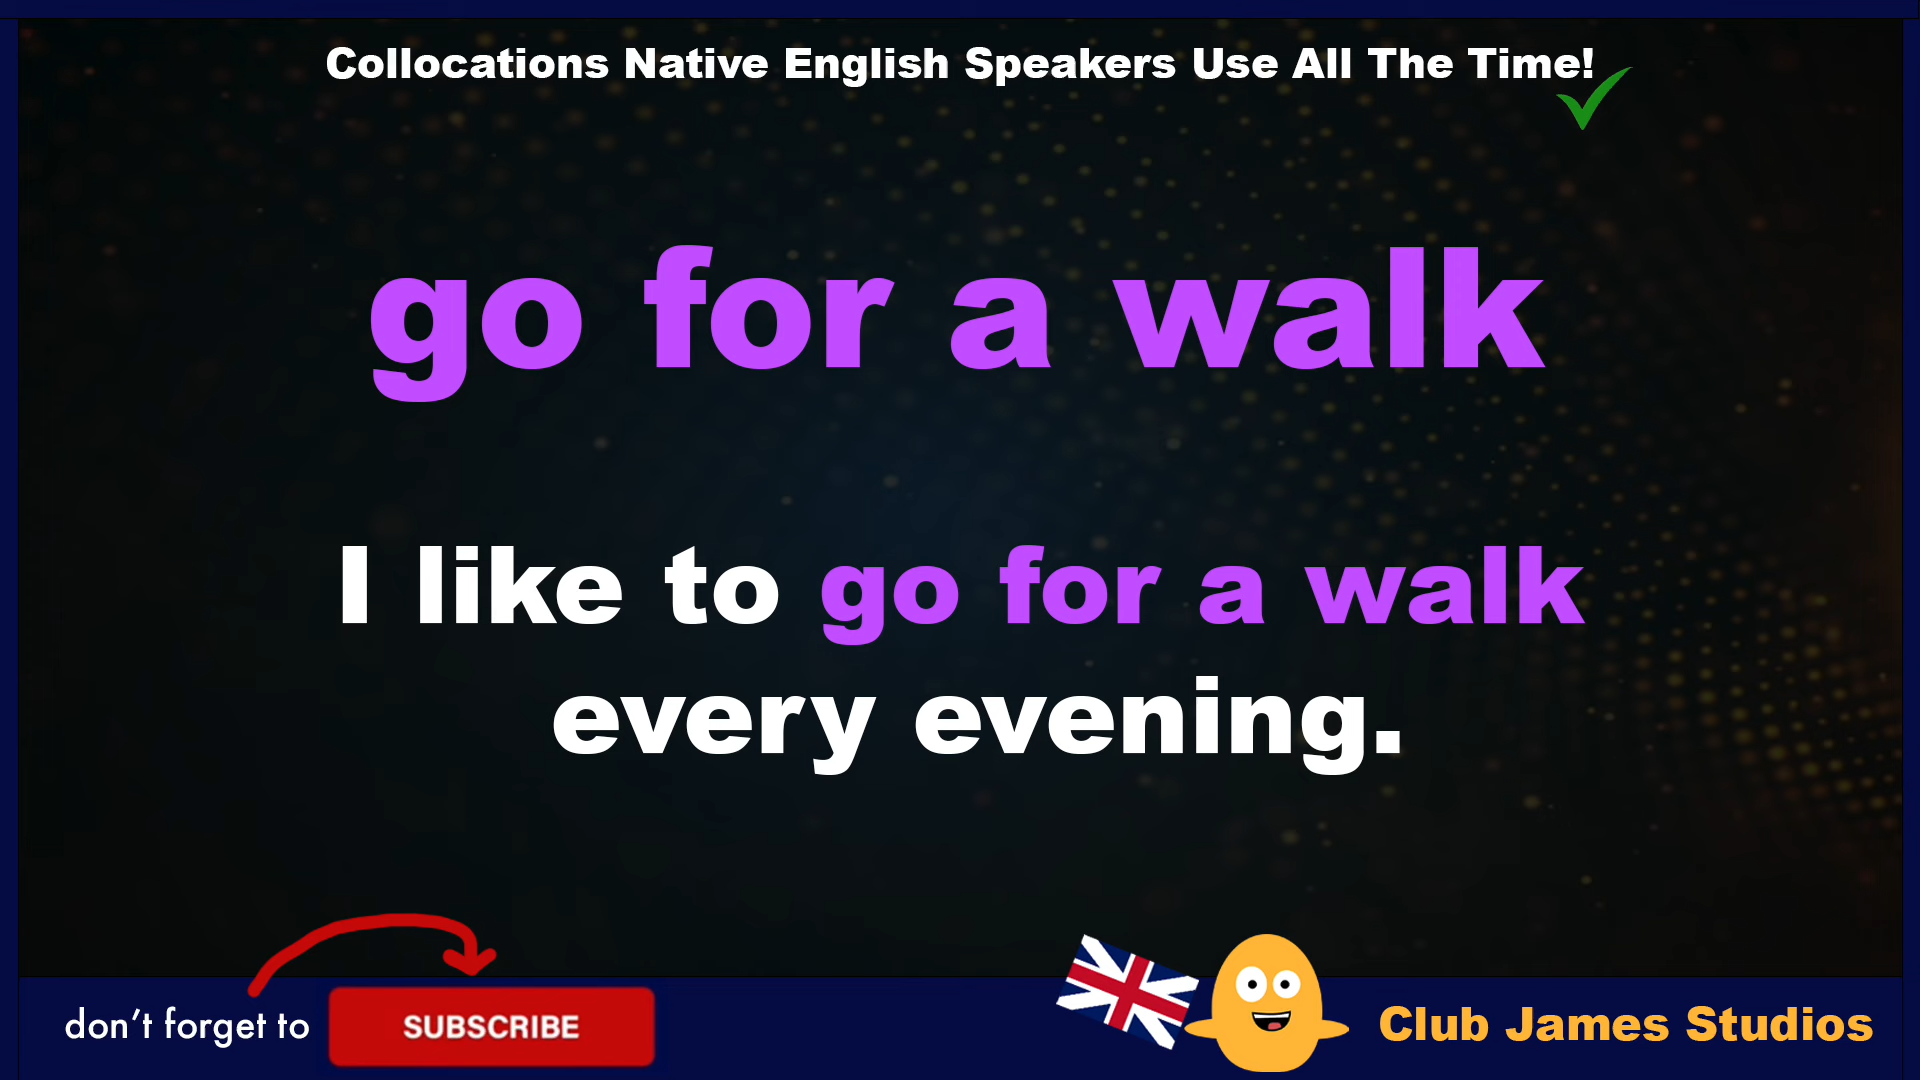 Collocations Native English Speakers Use All The Time!
go for a walk
I like to go for a walk
every evening.
don't forget to
SUBSCRIBE
Club James Studios